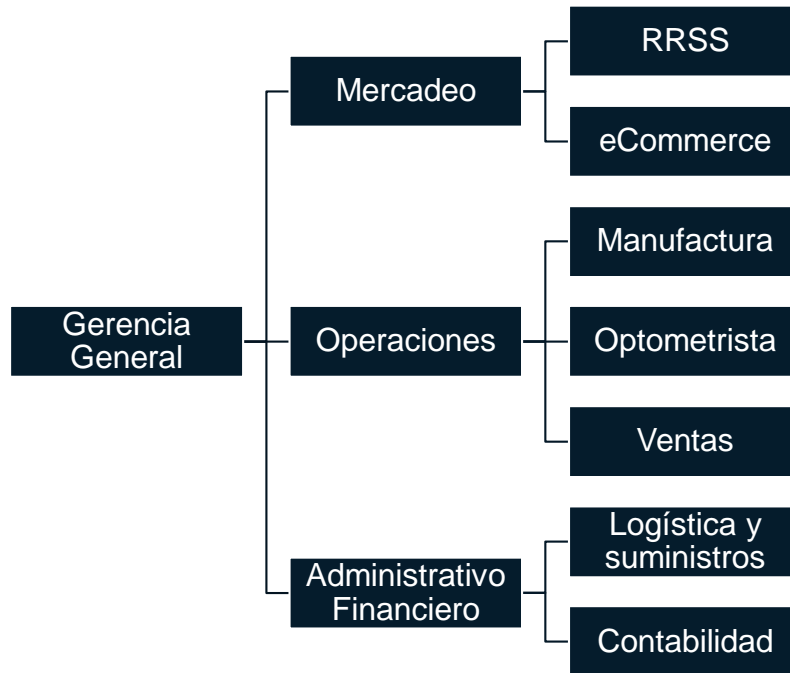 RRSS
Mercadeo
eCommerce
Manufactura
Gerencia
General
Operaciones
Optometrista
Ventas
Logística y
suministros
Administrativo
Financiero
Contabilidad